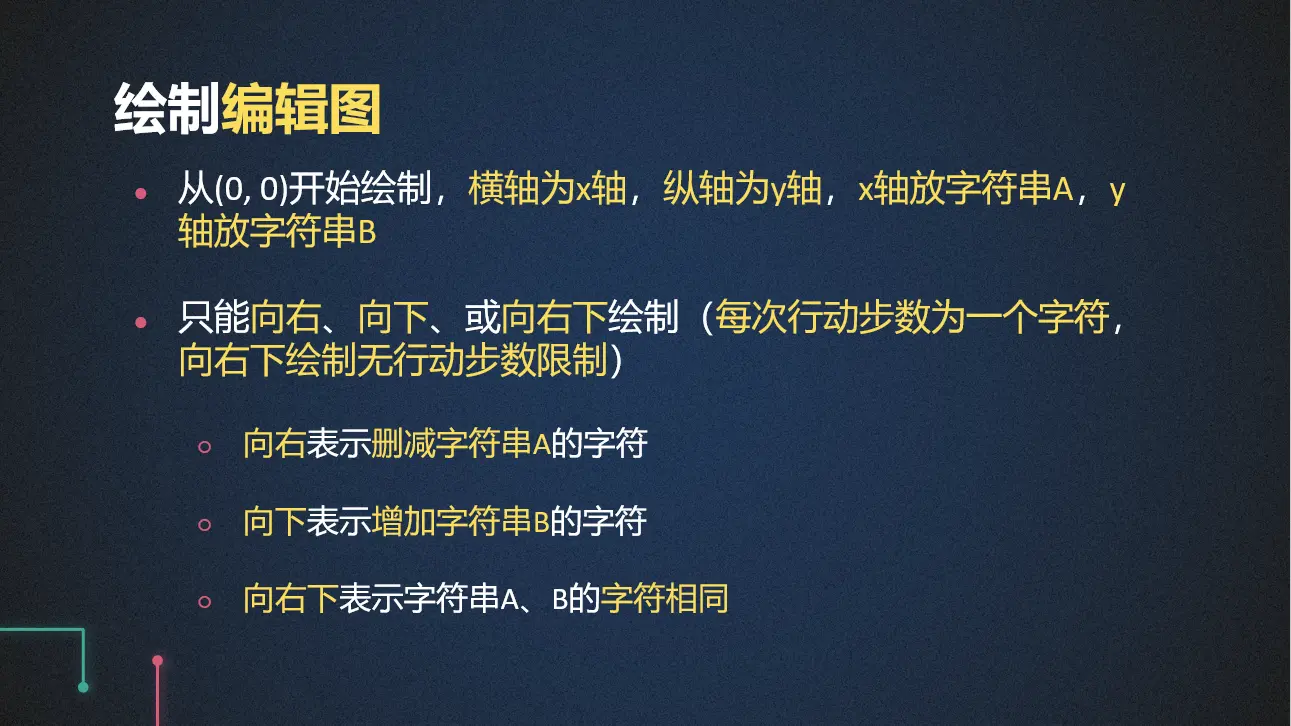 绘制编辑图
从(0, 0)开始绘制，横轴为x轴，纵轴为y轴，x轴放字符串A，y
轴放字符串B
只能向右、向下、或向右下绘制（每次行动步数为一个字符，
向右下绘制无行动步数限制）
向右表示删减字符串A的字符
向下表示增加字符串B的字符
向右下表示字符串A、B的字符相同